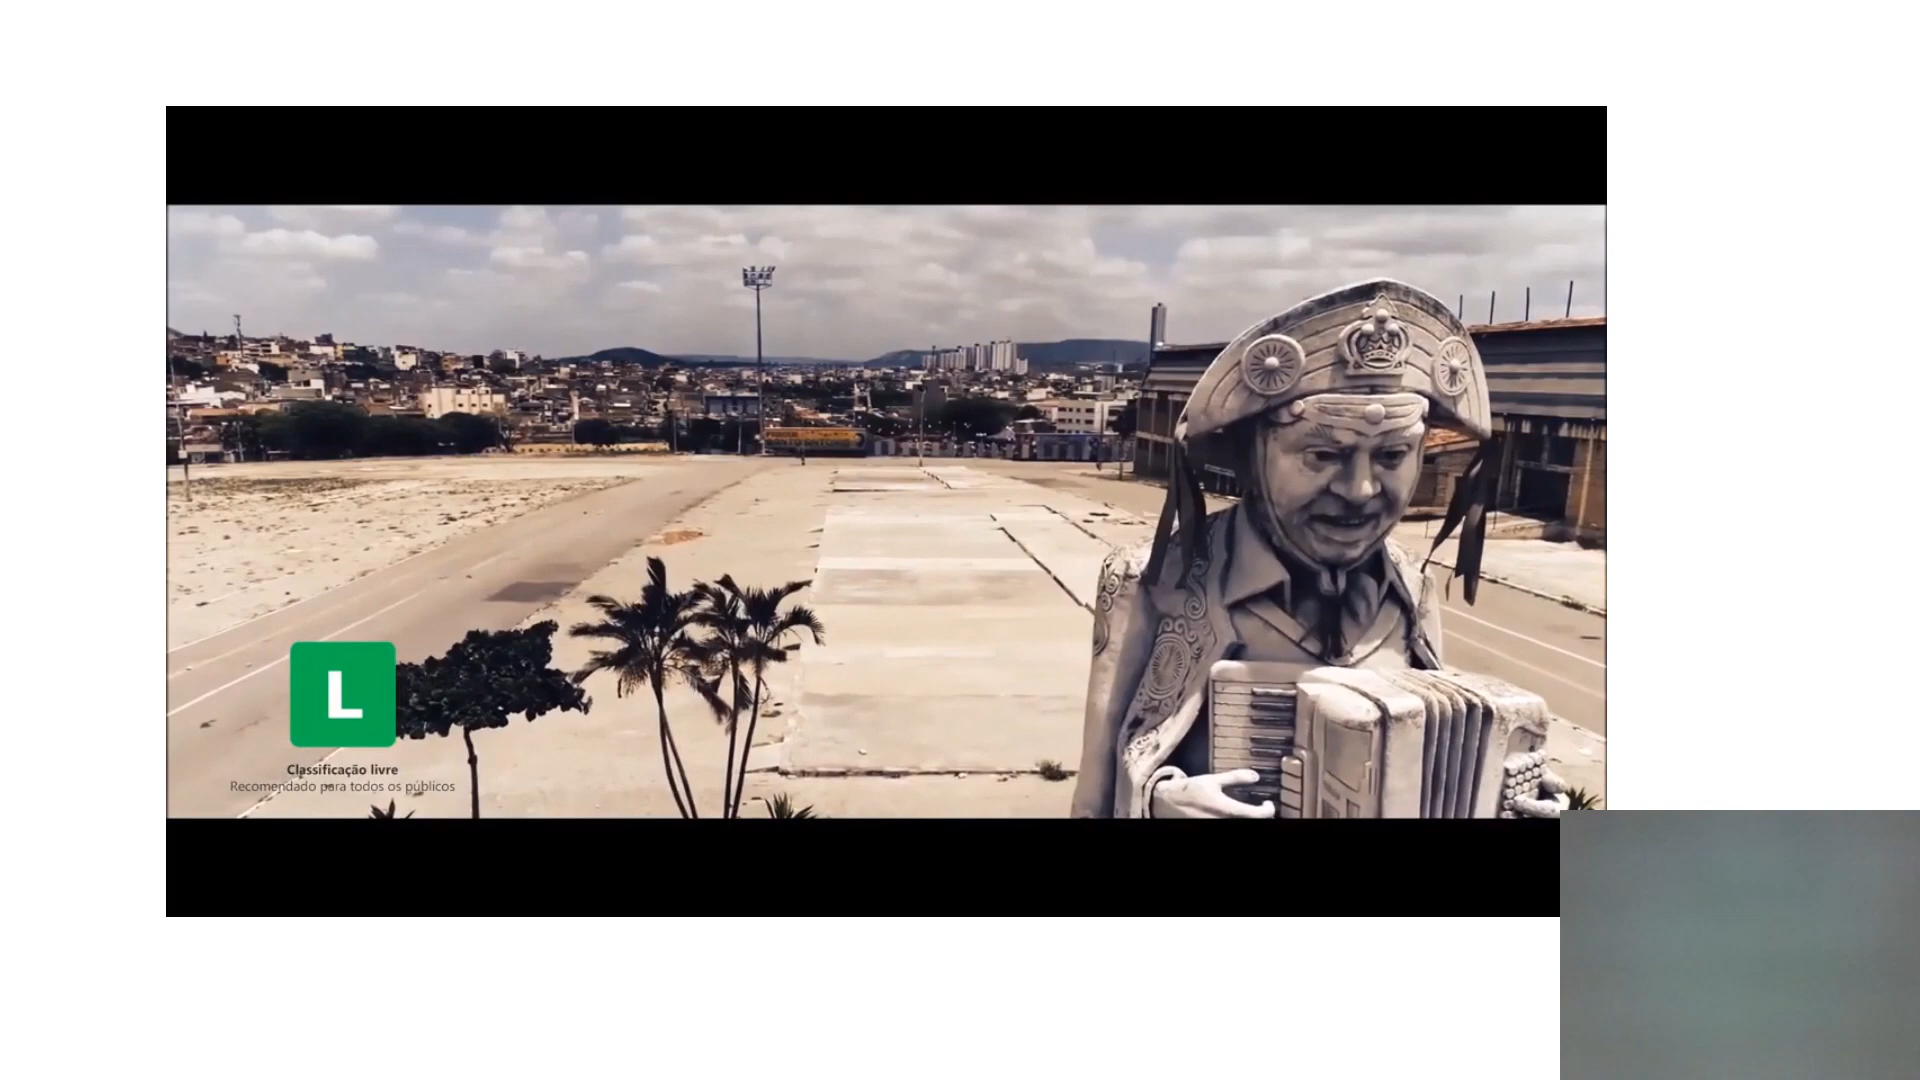 L
Classificação livre
Recomendado para todos os públicos